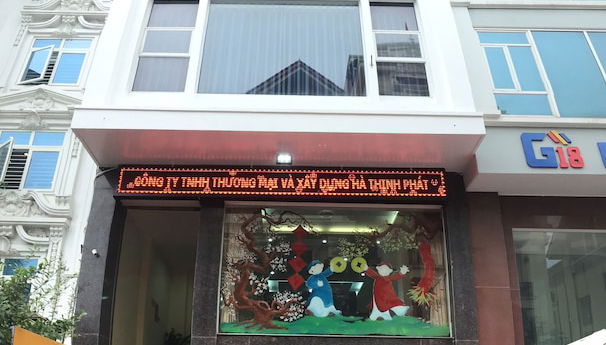 CÔNG TY TNHH THƯƠNG MẠI VÀ XÂY DỰNG HÀ THỊNH PHÁT
G18